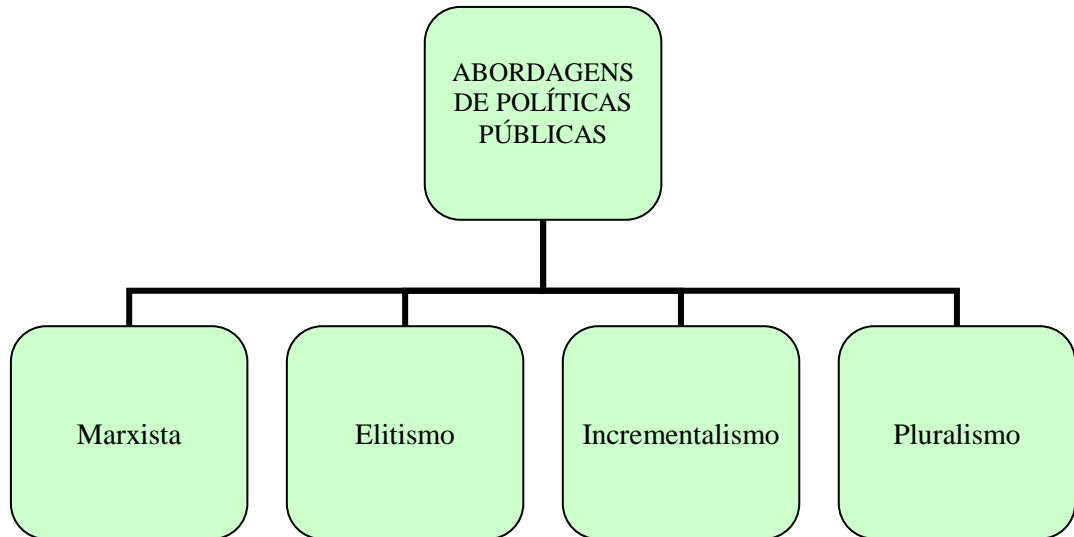 ABORDAGENS
DE POLÍTICAS
PÚBLICAS
Marxista
Elitismo
Incrementalismo
Pluralismo